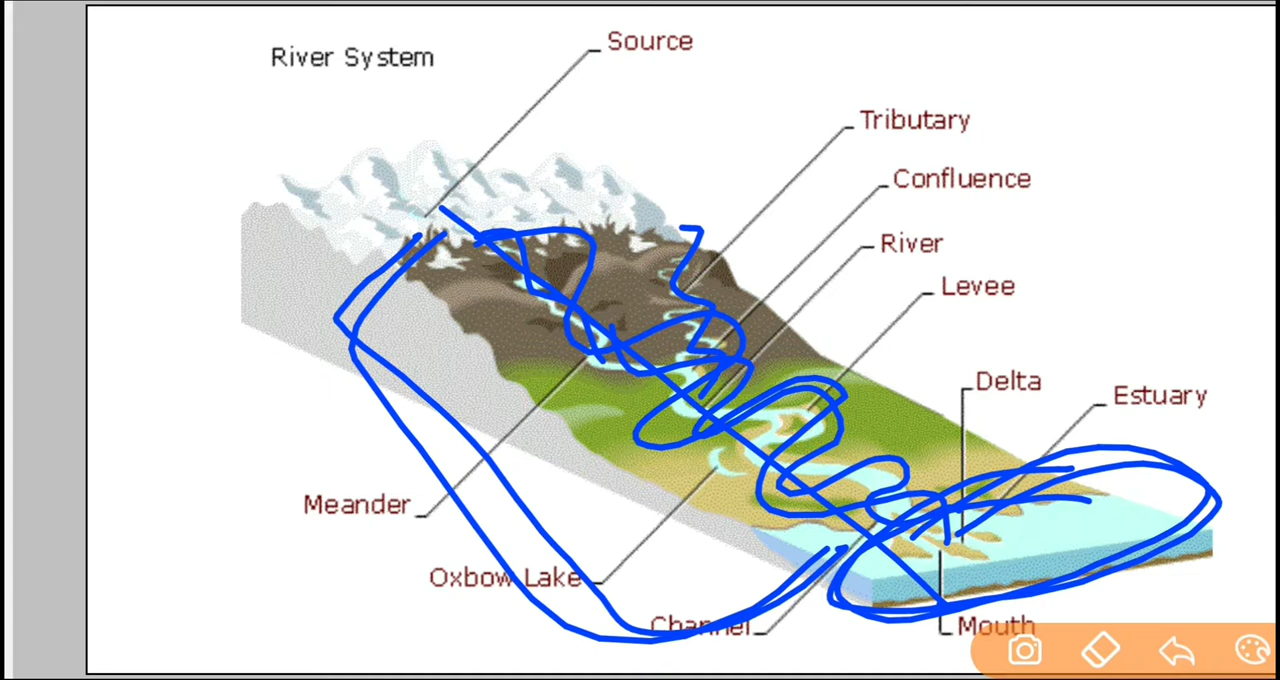 River System
Source
Tributary
Confluence
River
Levee
Delta
Estuary
Meander
Oxbow Lake
Channel
Mouth